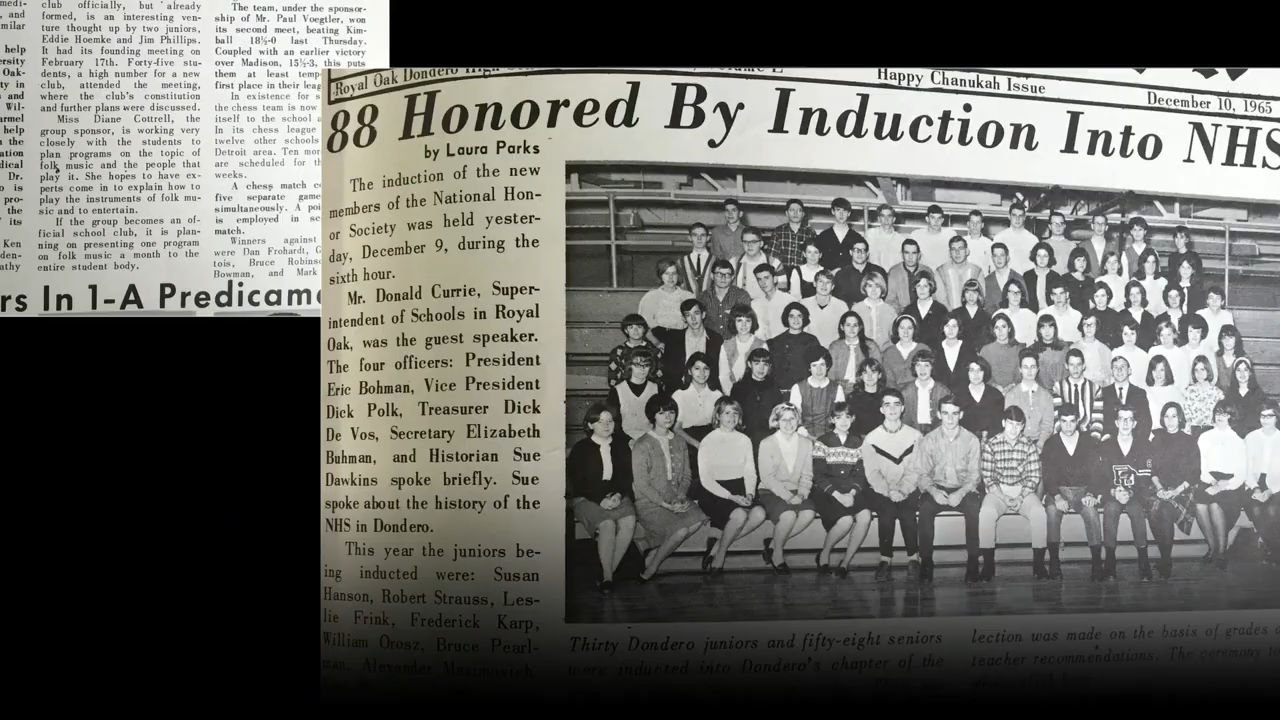 medi-
and
milar
help
ersity
Oak-
ty in
and
Wil-
armel
help
n the
ation
dical
Dr.
o is
pro-
the
its
Ken
den-
athy
club officially, but already
formed, is an interesting ven-
ture thought up by two juniors,
Eddie Hoemke and Jim Phillips.
It had its founding meeting on
February 17th. Forty-five stu-
dents, a high number for a new
club, attended the meeting,
where the club's constitution
and further plans were discussed.
Miss Diane Cottrell, the
group sponsor, is working very
closely with the students to
plan programs on the topic of
folk music and the people that
play it. She hopes to have ex-
perts come in to explain how to
play the instruments of folk mu-
sic and to entertain.
If the group becomes an of-
ficial school club, it is plan-
ning on presenting one program
on folk music a month to the
entire student body.
The team, under the sponsor-
ship of Mr. Paul Voegtler, won
its second meet, beating Kim-
ball 18½-0 last Thursday.
Coupled with an earlier victory
over Madison, 15½-3, this puts
them at least temp
first place in their leag
In existence for s
the chess team is now
itself to the school a
In its chess league
twelve other schools
Detroit area. Ten mor
are scheduled for th
weeks.
A chess match c
five separate game
simultaneously. A poi
is employed in sc
match.
Winners against
were Dan Frohardt, G
tois, Bruce Robins
Bowman, and Mark
rs In 1-A Predicame
Royal Oak Dondero High
Happy Chanukah Issue
December 10, 1965
88 Honored By Induction Into NHS
by Laura Parks
The induction of the new
members of the National Hon-
or Society was held yester-
day, December 9, during the
sixth hour.
Mr. Donald Currie, Super-
intendent of Schools in Royal
Oak, was the guest speaker.
The four officers: President
Eric Bohman, Vice President
Dick Polk, Treasurer Dick
De Vos, Secretary Elizabeth
Buhman, and Historian Sue
Dawkins spoke briefly. Sue
spoke about the history of the
NHS in Dondero.
This year the juniors be-
ing inducted were: Susan
Hanson, Robert Strauss, Les-
lie Frink, Frederick Karp,
William Orosz, Bruce Pearl-
man, Alexander
Thirty Dondero juniors and fifty-eight seniors
were inducted into Dondero's chapter of the
lection was made on the basis of grades
teacher recommendations. The ceremony